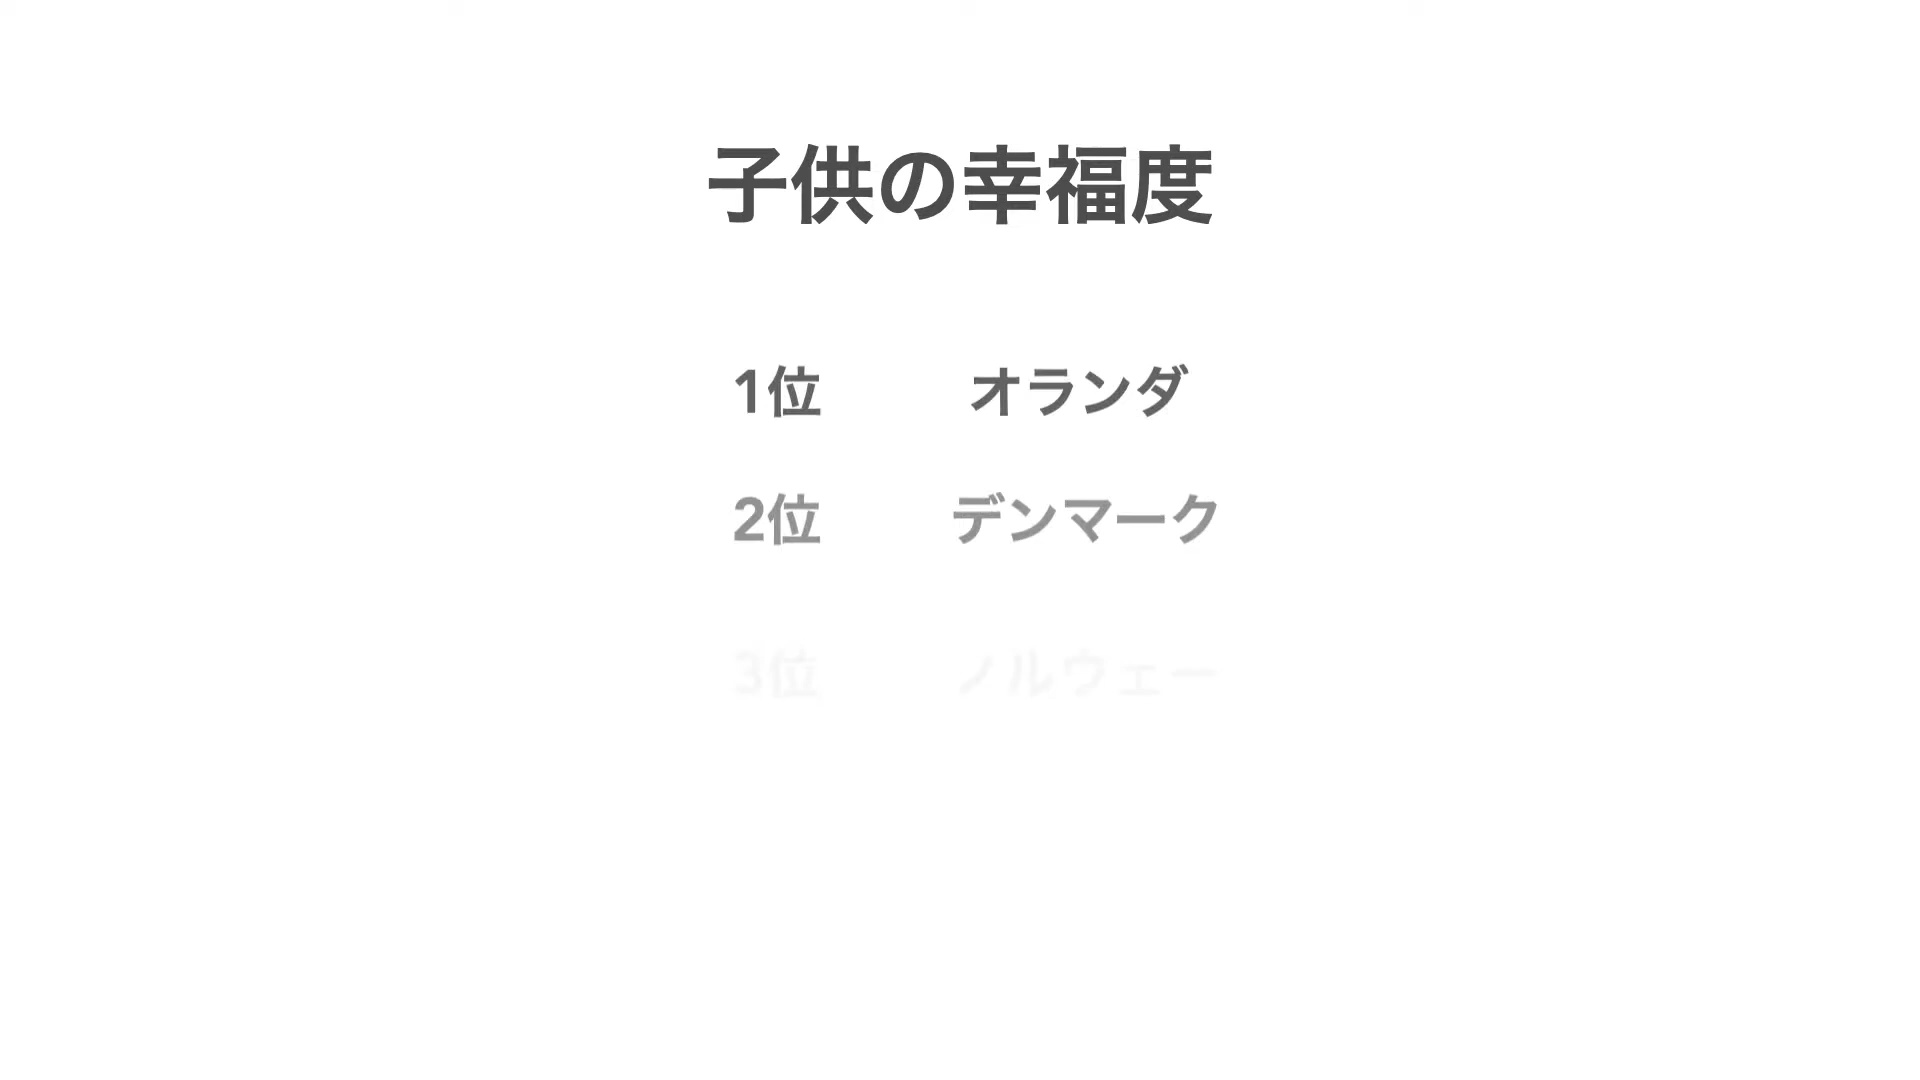 子供の幸福度
1位 オランダ
2位 デンマーク
3位 ノルウェー